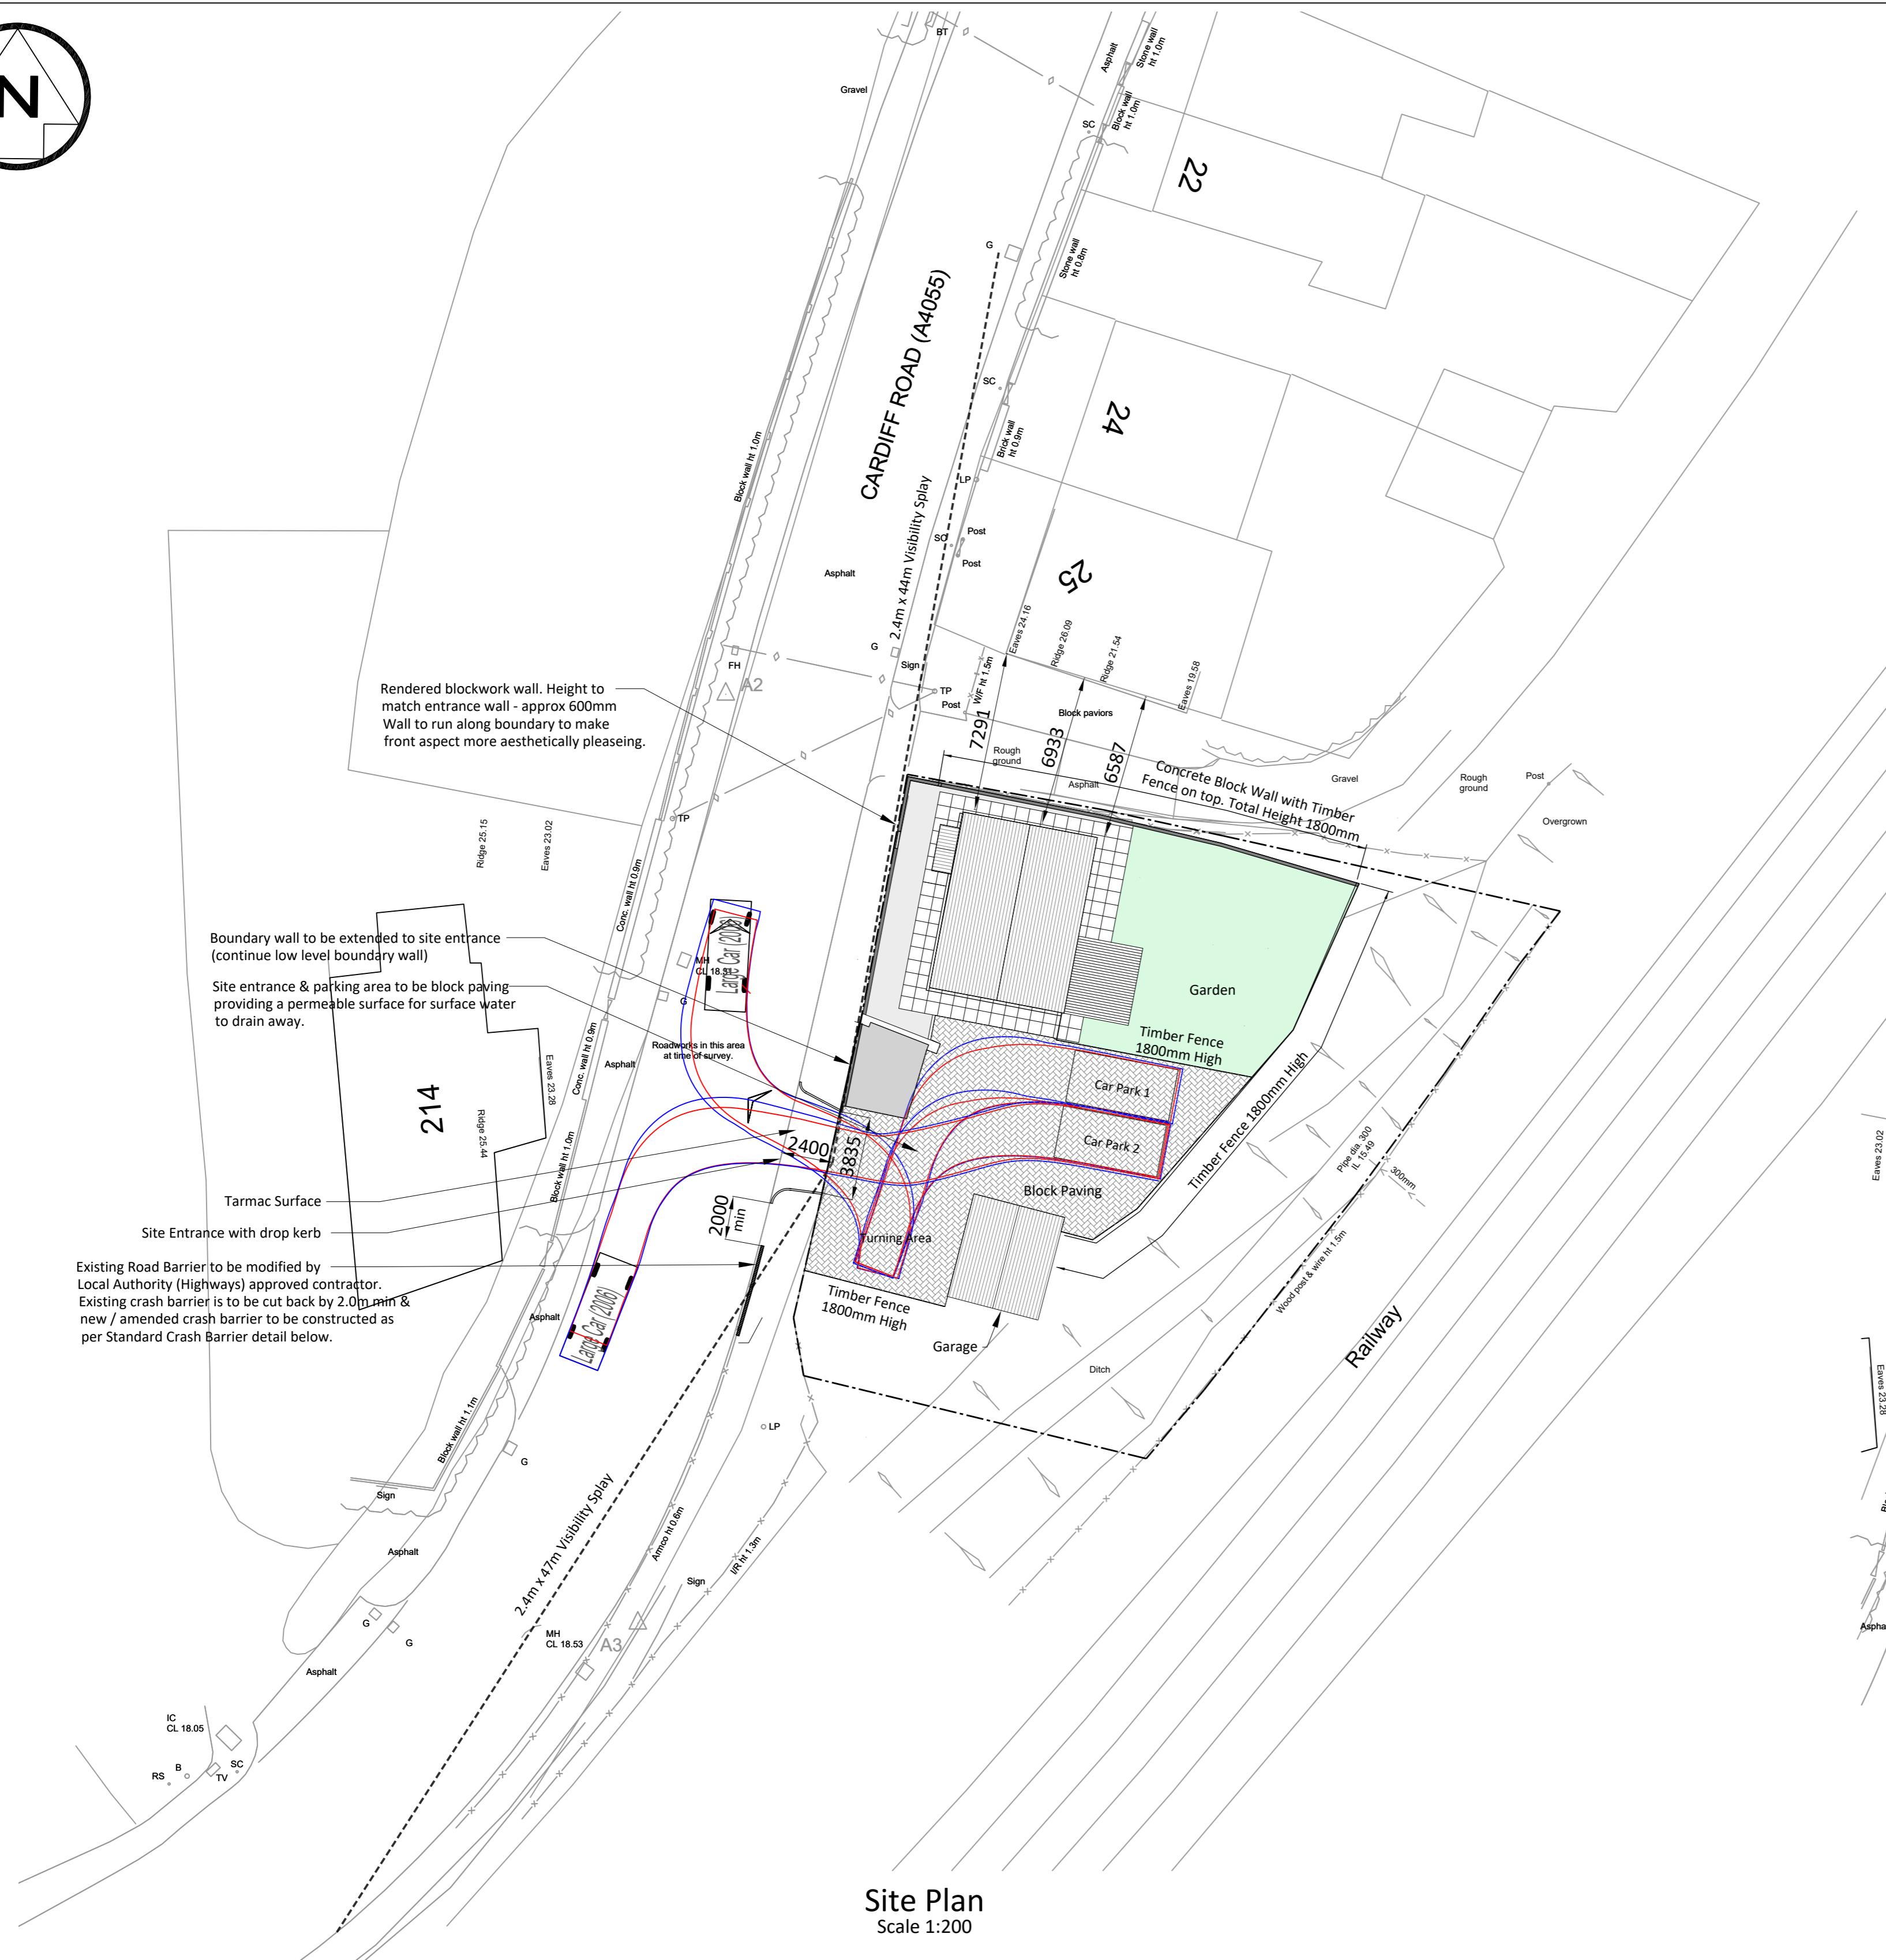 N
BT
Gravel
Asphalt
Stone wall
ht 1.0m
Block wall
ht 1.0m
SC
22
G
Stone wall
ht 0.8m
CARDIFF ROAD (A4055)
SC
24
Brick wall
ht 0.9m
Block wall ht 1.0m
LP
2.4m x 44m Visibility Splay
Post
Post
Asphalt
25
Eaves 24.16
Ridge 26.09
Ridge 21.54
Eaves 19.58
G
Sign
FH
A2
TP
W/F ht 1.5m
Post
Block paviors
Rendered blockwork wall. Height to
match entrance wall - approx 600mm
Wall to run along boundary to make
front aspect more aesthetically pleaseing.
7291
6933
6587
Rough
ground
Asphalt
Concrete Block Wall with Timber
Fence on top. Total Height 1800mm
Gravel
Rough
ground
Post
Overgrown
TP
Ridge 25.15
Eaves 23.02
Conc. wall ht 0.9m
Boundary wall to be extended to site entrance
(continue low level boundary wall)
Large Car (2006)
MH
CL 18.31
G
Site entrance & parking area to be block paving
providing a permeable surface for surface water
to drain away.
Garden
Timber Fence
1800mm High
Roadworks in this area
at time of survey.
Conc. wall ht 0.9m
Asphalt
Eaves 23.28
214
Ridge 25.44
Car Park 1
Car Park 2
Timber Fence 1800mm High
2400
3835
Block wall ht 1.0m
Tarmac Surface
Block Paving
Pipe dia. 300
IL 15.49
300mm
Eaves 23.02
2000
min
Site Entrance with drop kerb
Turning Area
Existing Road Barrier to be modified by
Local Authority (Highways) approved contractor.
Existing crash barrier is to be cut back by 2.0m min &
new / amended crash barrier to be constructed as
per Standard Crash Barrier detail below.
Asphalt
Large Car (2006)
Timber Fence
1800mm High
Garage
Wood post & wire ht 1.5m
Railway
Ditch
Eaves 23.28
Block wall ht 1.1m
LP
G
Sign
2.4m x 47m Visibility Splay
Armco ht 0.6m
I/R ht 1.3m
Asphalt
Sign
G
G
MH
CL 18.53
A3
Asphalt
IC
CL 18.05
RS
B
TV
SC
Site Plan
Scale 1:200